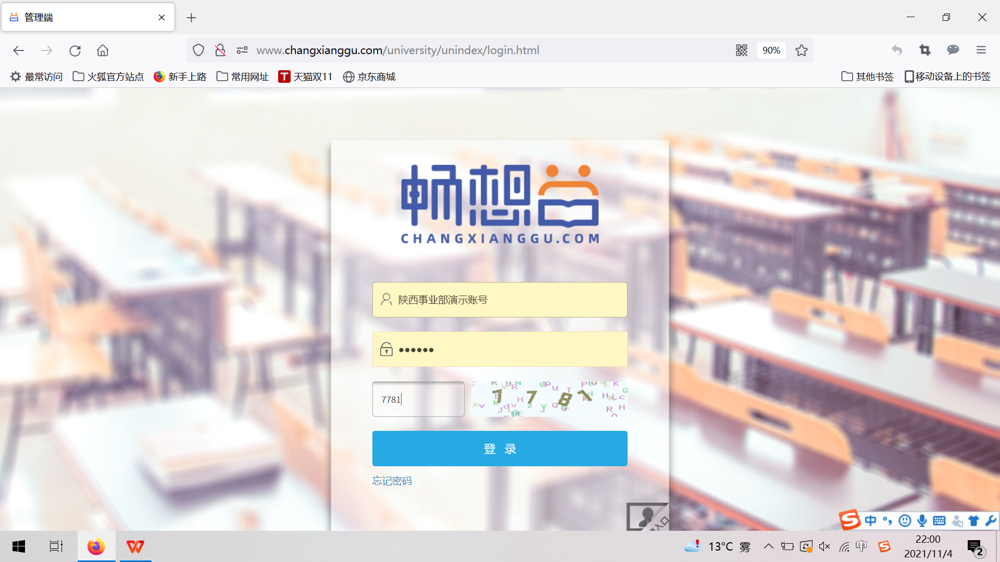 管理端
www.changxianggu.com/university/unindex/login.html
90%
最常访问 火狐官方站点 新手上路 常用网址 T 天猫双11 京东商城 其他书签 移动设备上的书签
畅想谷
CHANGXIANGGU.COM
陕西事业部演示账号
••••••
7781
7 7 8 1
登 录
忘记密码
中
13°C 雾
中
22:00
2021/11/4
2